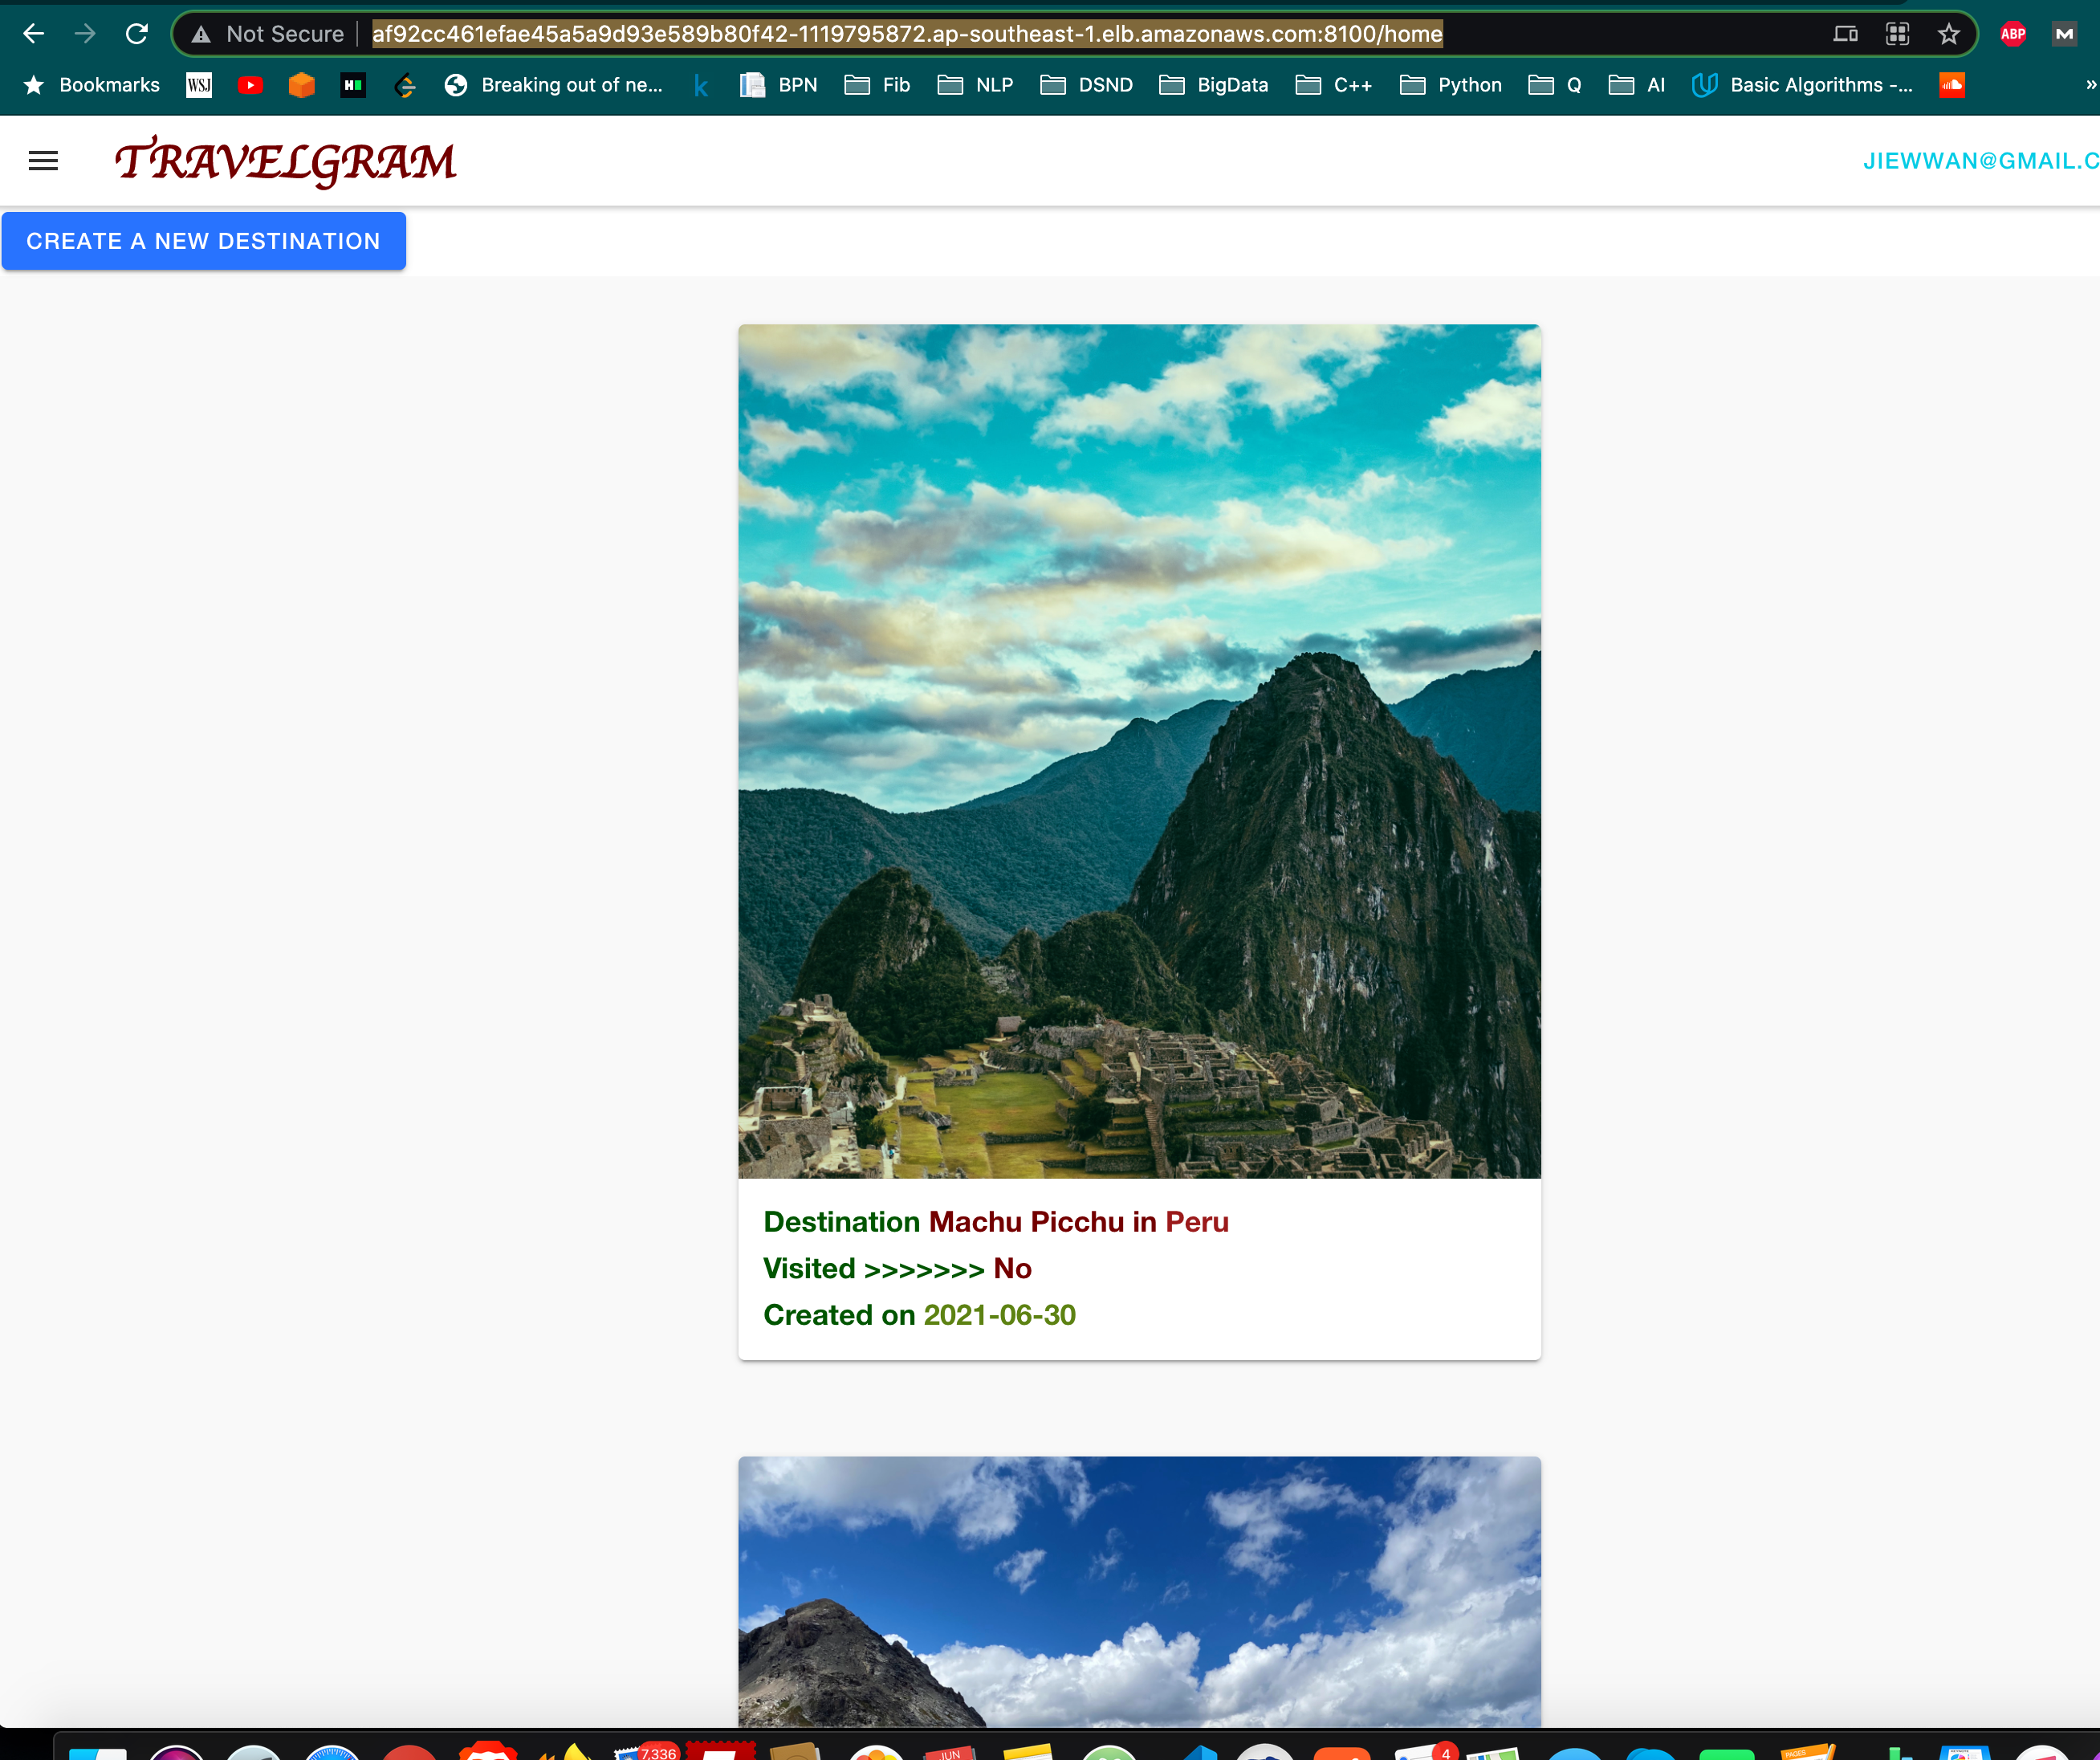 Not Secure | af92cc461efae45a5a9d93e589b80f42-1119795872.ap-southeast-1.elb.amazonaws.com:8100/home
ABP
Bookmarks WSJ Breaking out of ne... k BPN Fib NLP DSND BigData C++ Python Q AI Basic Algorithms -... »
TRAVELGRAM
JIEWWAN@GMAIL.C
CREATE A NEW DESTINATION
Destination Machu Picchu in Peru
Visited >>>>>>> No
Created on 2021-06-30
7,336 JUN 4 PAGES